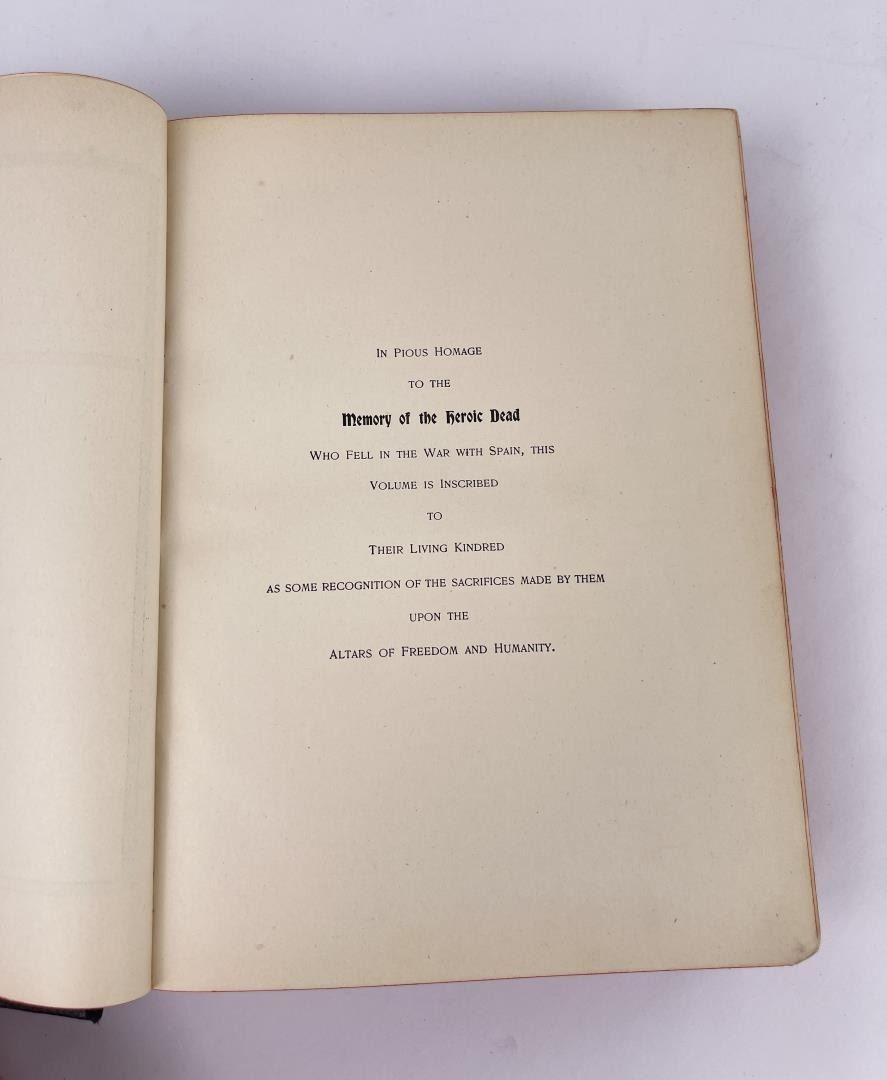 In Pious Homage
to the
Memory of the Heroic Dead
Who Fell in the War with Spain, this
Volume is Inscribed
to
Their Living Kindred
as some recognition of the sacrifices made by them
upon the
Altars of Freedom and Humanity.